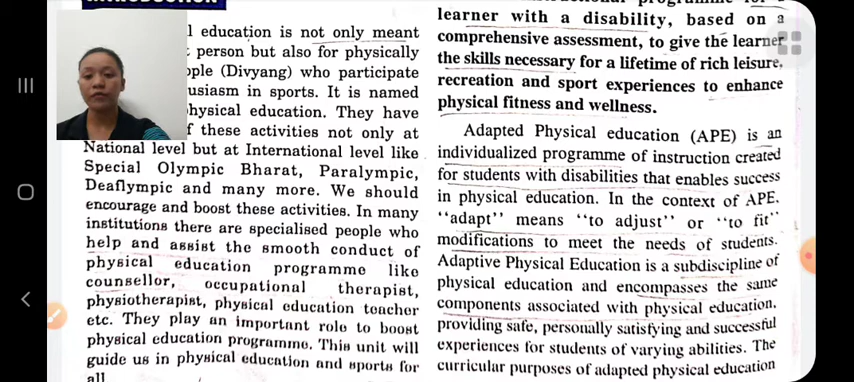 INTRODUCTION
education is not only meant
person but also for physically
(Divyang) who participate
in sports. It is named
physical education. They have
f these activities not only at
National level but at International level like
Special Olympic Bharat, Paralympic,
Deaflympic and many more. We should
encourage and boost these activities. In many
institutions there are specialised people who
help and assist the smooth conduct of
physical education programme like
counsellor, occupational therapist,
physiotherapist, physical education teacher
etc. They play an important role to boost
physical education programme. This unit will
guide us in physical education and sports for
all
learner with a disability, based on a
comprehensive assessment, to give the learner
the skills necessary for a lifetime of rich leisure,
recreation and sport experiences to enhance
physical fitness and wellness.
Adapted Physical education (APE) is an
individualized programme of instruction created
for students with disabilities that enables success
in physical education. In the context of APE.
“adapt” means “to adjust” or “to fit”
modifications to meet the needs of students.
Adaptive Physical Education is a subdiscipline of
physical education and encompasses the same
components associated with physical education,
providing safe, personally satisfying and successful
experiences for students of varying abilities. The
curricular purposes of adapted physical education